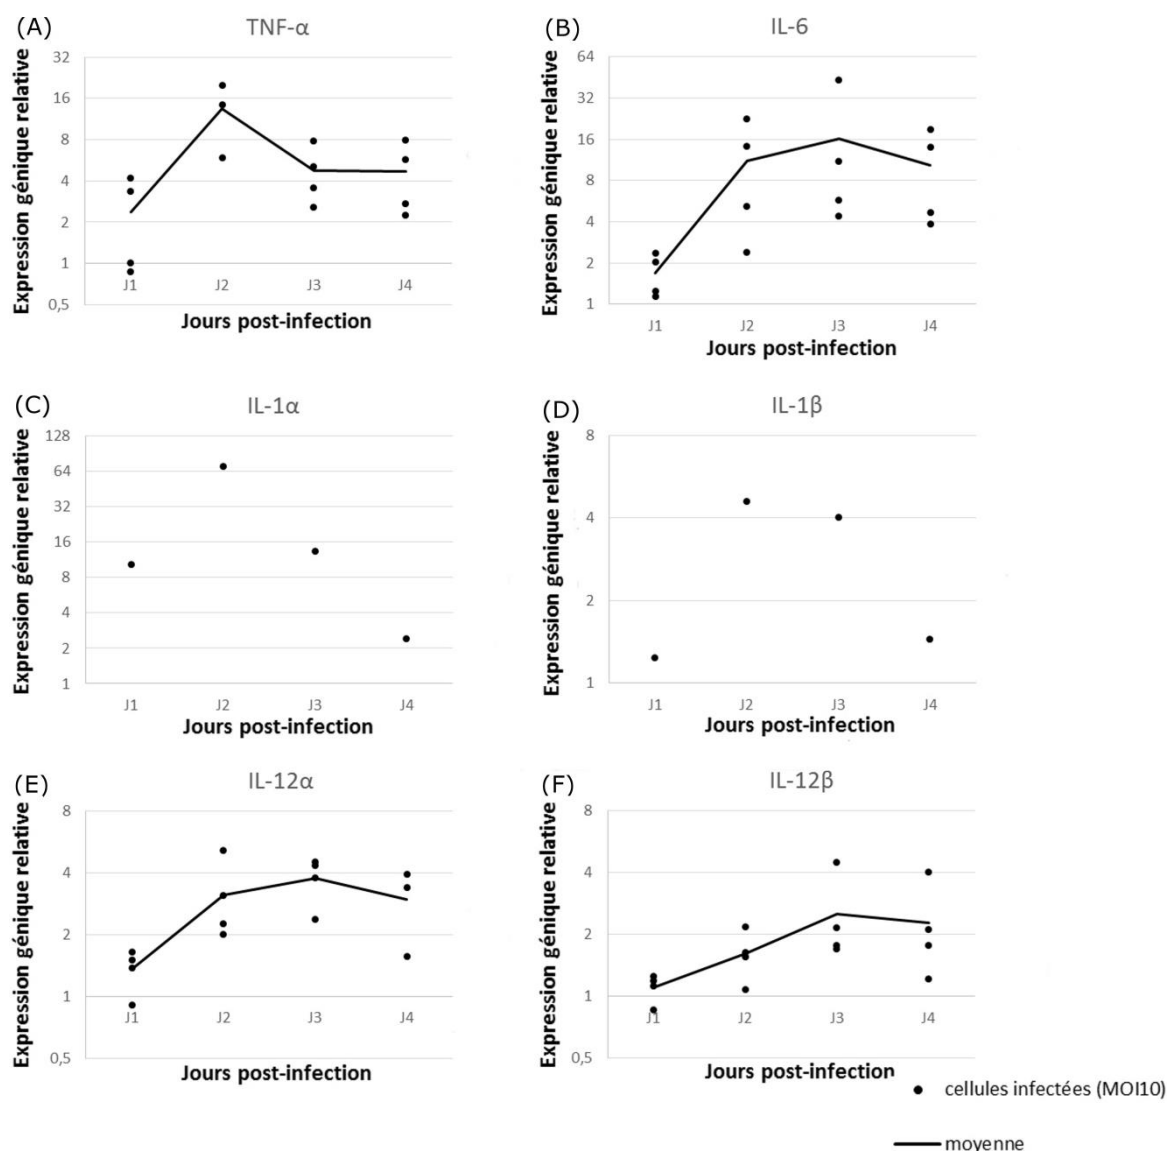 (A)
TNF-α
Expression génique relative
32
16
8
4
2
1
0,5
J1 J2 J3 J4
Jours post-infection
(B)
IL-6
Expression génique relative
64
32
16
8
4
2
1
J1 J2 J3 J4
Jours post-infection
(C)
IL-1α
Expression génique relative
128
64
32
16
8
4
2
1
J1 J2 J3 J4
Jours post-infection
(D)
IL-1β
Expression génique relative
8
4
2
1
J1 J2 J3 J4
Jours post-infection
(E)
IL-12α
Expression génique relative
8
4
2
1
0,5
J1 J2 J3 J4
Jours post-infection
(F)
IL-12β
Expression génique relative
8
4
2
1
0,5
J1 J2 J3 J4
Jours post-infection
cellules infectées (MOI10)
moyenne